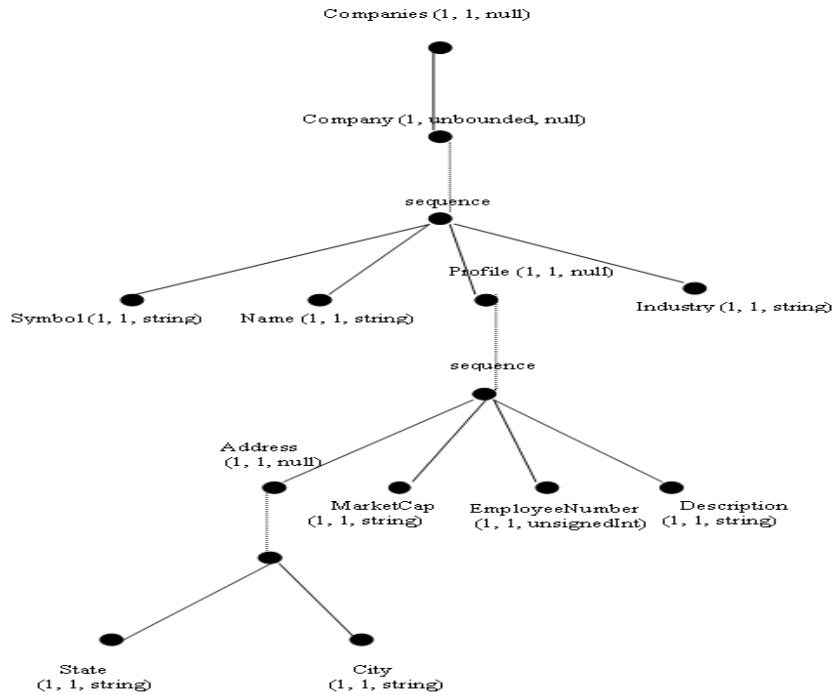 Companies (1, 1, null)
Company (1, unbounded, null)
sequence
Profile (1, 1, null)
Symbol (1, 1, string)
Name (1, 1, string)
Industry (1, 1, string)
sequence
Address
(1, 1, null)
MarketCap
(1, 1, string)
EmployeeNumber
(1, 1, unsignedInt)
Description
(1, 1, string)
State
(1, 1, string)
City
(1, 1, string)